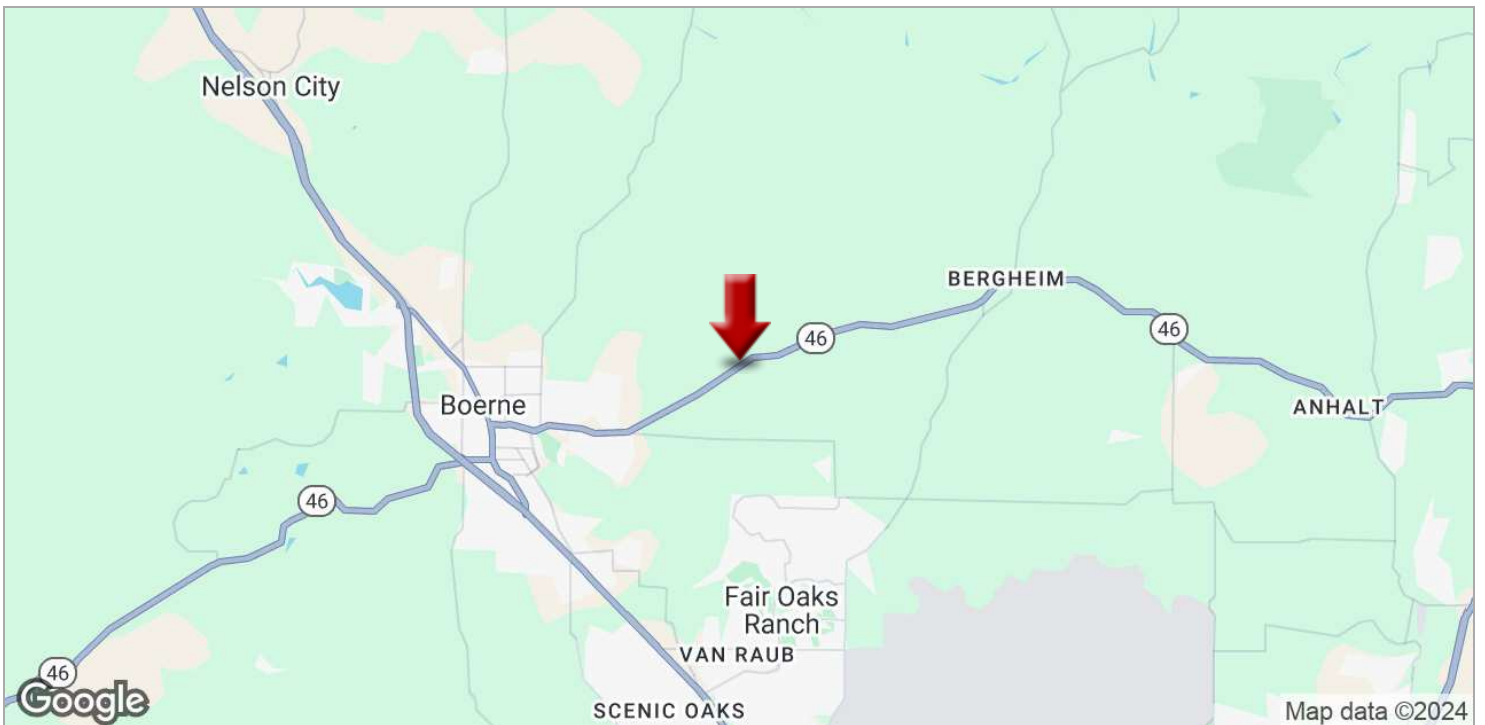 Nelson City
BERGHEIM
46
46
Boerne
ANHALT
46
Fair Oaks
Ranch
VAN RAUB
46
Google
SCENIC OAKS
Map data ©2024